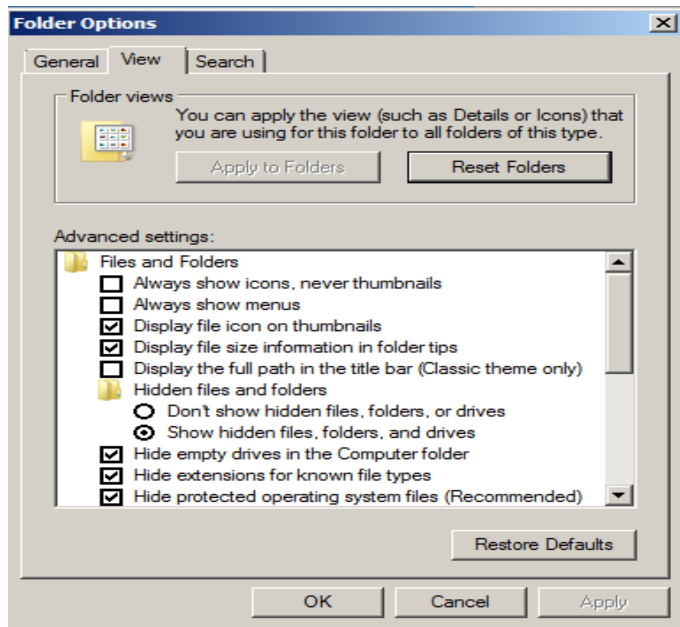 Folder Options
General View Search
Folder views
You can apply the view (such as Details or Icons) that
you are using for this folder to all folders of this type.
Apply to Folders Reset Folders
Advanced settings:
Files and Folders
Always show icons, never thumbnails
Always show menus
Display file icon on thumbnails
Display file size information in folder tips
Display the full path in the title bar (Classic theme only)
Hidden files and folders
Don't show hidden files, folders, or drives
Show hidden files, folders, and drives
Hide empty drives in the Computer folder
Hide extensions for known file types
Hide protected operating system files (Recommended)
Restore Defaults
OK Cancel Apply